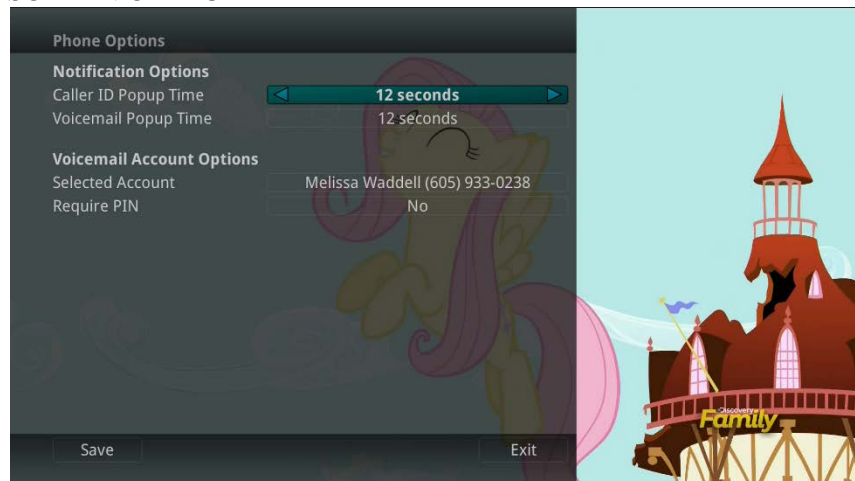 Phone Options
Notification Options
Caller ID Popup Time 12 seconds
Voicemail Popup Time 12 seconds
Voicemail Account Options
Selected Account Melissa Waddell (605) 933-0238
Require PIN No
Discovery
Family
Save Exit